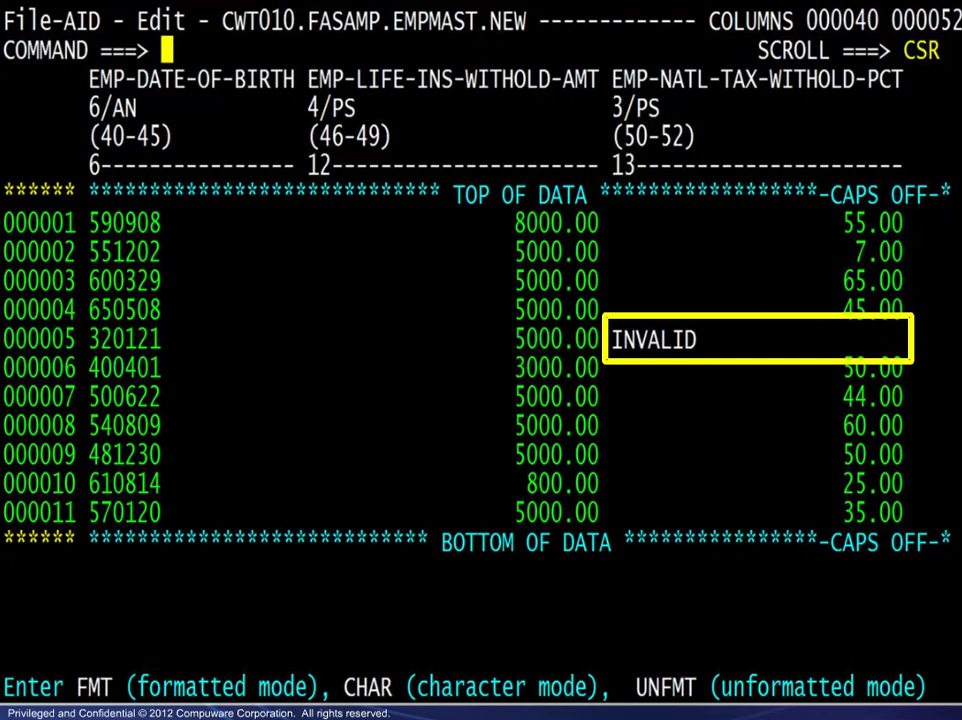 File-AID - Edit - CWT010.FASAMP.EMPMAST.NEW ------------- COLUMNS 000040 000052
COMMAND ===> SCROLL ===> CSR
EMP-DATE-OF-BIRTH EMP-LIFE-INS-WITHOLD-AMT EMP-NATL-TAX-WITHOLD-PCT
6/AN 4/PS 3/PS
(40-45) (46-49) (50-52)
6---------------- 12---------------------- 13----------------------
****** ***************************** TOP OF DATA ******************-CAPS OFF-*
000001 590908 8000.00 55.00
000002 551202 5000.00 7.00
000003 600329 5000.00 65.00
000004 650508 5000.00 45.00
000005 320121 5000.00 INVALID
000006 400401 3000.00 50.00
000007 500622 5000.00 44.00
000008 540809 5000.00 60.00
000009 481230 5000.00 50.00
000010 610814 800.00 25.00
000011 570120 5000.00 35.00
****** **************************** BOTTOM OF DATA ****************-CAPS OFF-*
Enter FMT (formatted mode), CHAR (character mode), UNFMT (unformatted mode)
Privileged and Confidential © 2012 Compuware Corporation. All rights reserved.